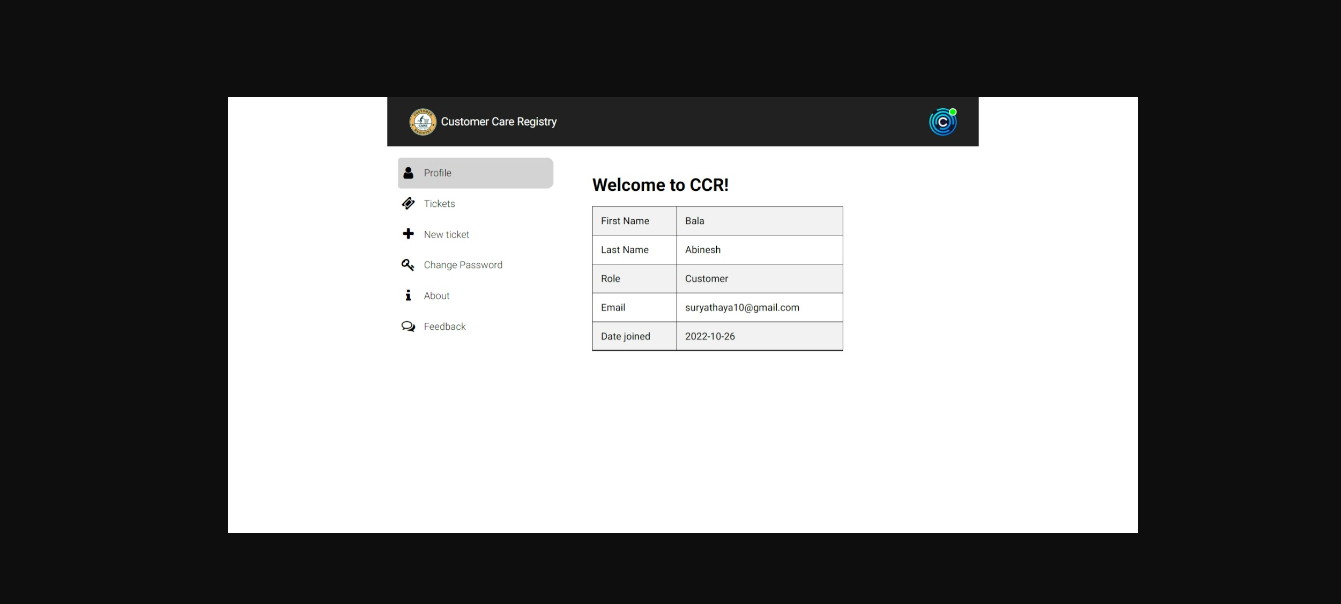 Customer Care Registry
C
Profile
Tickets
New ticket
Change Password
About
Feedback
Welcome to CCR!
First Name Bala
Last Name Abinesh
Role Customer
Email suryathaya10@gmail.com
Date joined 2022-10-26